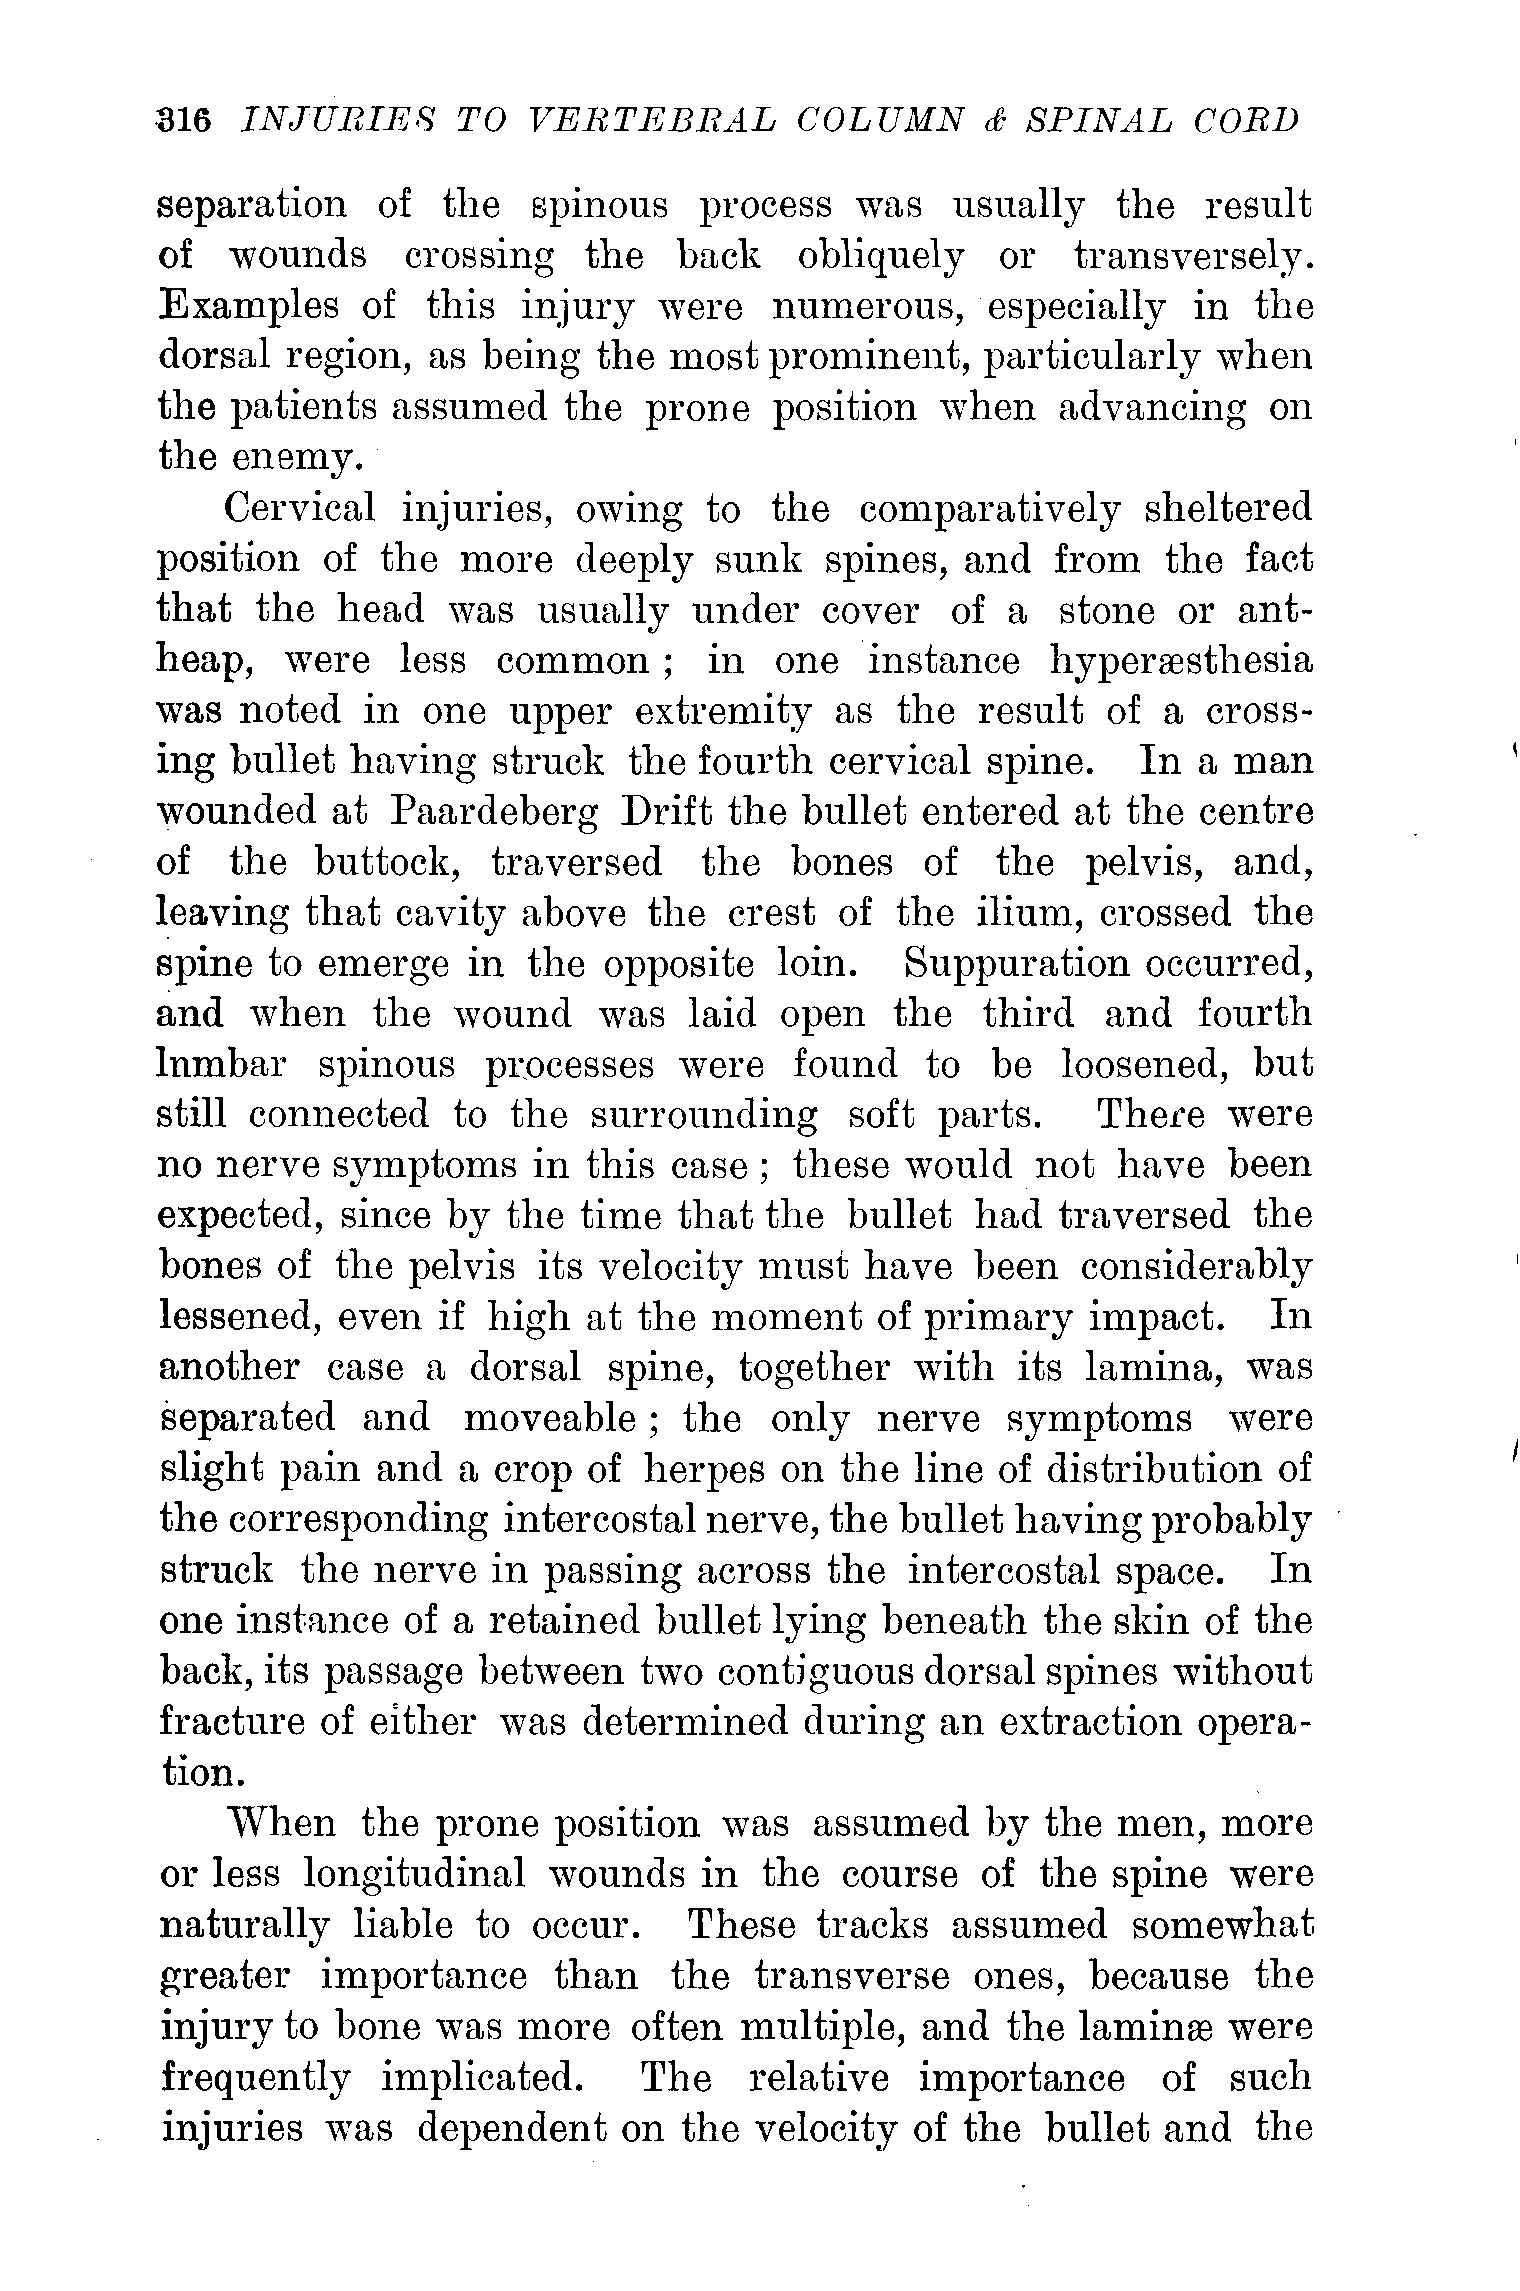 316 INJURIES TO VERTEBRAL COLUMN & SPINAL CORD
separation of the spinous process was usually the result
of wounds crossing the back obliquely or transversely.
Examples of this injury were numerous, especially in the
dorsal region, as being the most prominent, particularly when
the patients assumed the prone position when advancing on
the enemy.
Cervical injuries, owing to the comparatively sheltered
position of the more deeply sunk spines, and from the fact
that the head was usually under cover of a stone or ant-
heap, were less common ; in one instance hyperæsthesia
was noted in one upper extremity as the result of a cross-
ing bullet having struck the fourth cervical spine. In a man
wounded at Paardeberg Drift the bullet entered at the centre
of the buttock, traversed the bones of the pelvis, and,
leaving that cavity above the crest of the ilium, crossed the
spine to emerge in the opposite loin. Suppuration occurred,
and when the wound was laid open the third and fourth
lnmbar spinous processes were found to be loosened, but
still connected to the surrounding soft parts. There were
no nerve symptoms in this case ; these would not have been
expected, since by the time that the bullet had traversed the
bones of the pelvis its velocity must have been considerably
lessened, even if high at the moment of primary impact. In
another case a dorsal spine, together with its lamina, was
separated and moveable ; the only nerve symptoms were
slight pain and a crop of herpes on the line of distribution of
the corresponding intercostal nerve, the bullet having probably
struck the nerve in passing across the intercostal space. In
one instance of a retained bullet lying beneath the skin of the
back, its passage between two contiguous dorsal spines without
fracture of either was determined during an extraction opera-
tion.
When the prone position was assumed by the men, more
or less longitudinal wounds in the course of the spine were
naturally liable to occur. These tracks assumed somewhat
greater importance than the transverse ones, because the
injury to bone was more often multiple, and the laminæ were
frequently implicated. The relative importance of such
injuries was dependent on the velocity of the bullet and the